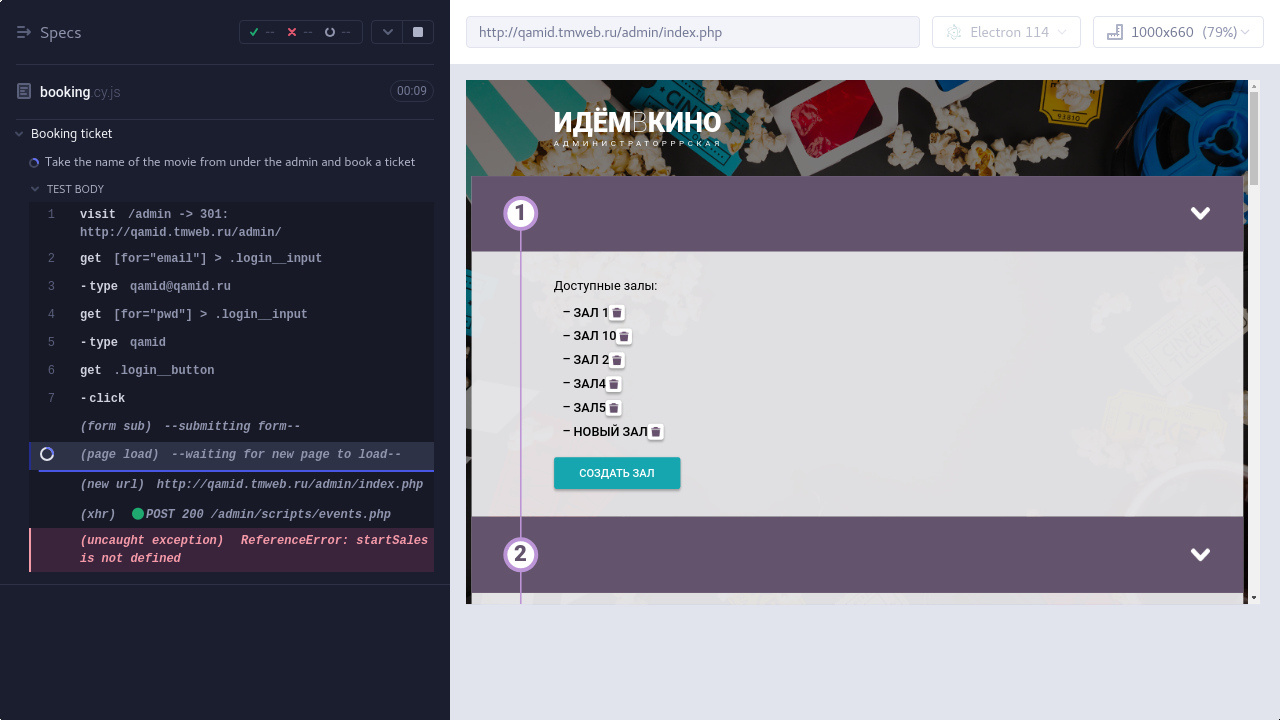 Specs
--
--
--
http://qamid.tmweb.ru/admin/index.php
Electron 114
1000x660 (79%)
booking.cy.js
00:09
Booking ticket
Take the name of the movie from under the admin and book a ticket
TEST BODY
1 visit /admin -> 301:
http://qamid.tmweb.ru/admin/
2 get [for="email"] > .login__input
3 -type qamid@qamid.ru
4 get [for="pwd"] > .login__input
5 -type qamid
6 get .login__button
7 -click
(form sub) --submitting form--
(page load) --waiting for new page to load--
(new url) http://qamid.tmweb.ru/admin/index.php
(xhr) POST 200 /admin/scripts/events.php
(uncaught exception) ReferenceError: startSales
is not defined
ИДЁМВКИНО
АДМИНИСТРАТОРРРСКАЯ
1
Доступные залы:
– ЗАЛ 1
– ЗАЛ 10
– ЗАЛ 2
– ЗАЛ4
– ЗАЛ5
– НОВЫЙ ЗАЛ
СОЗДАТЬ ЗАЛ
2